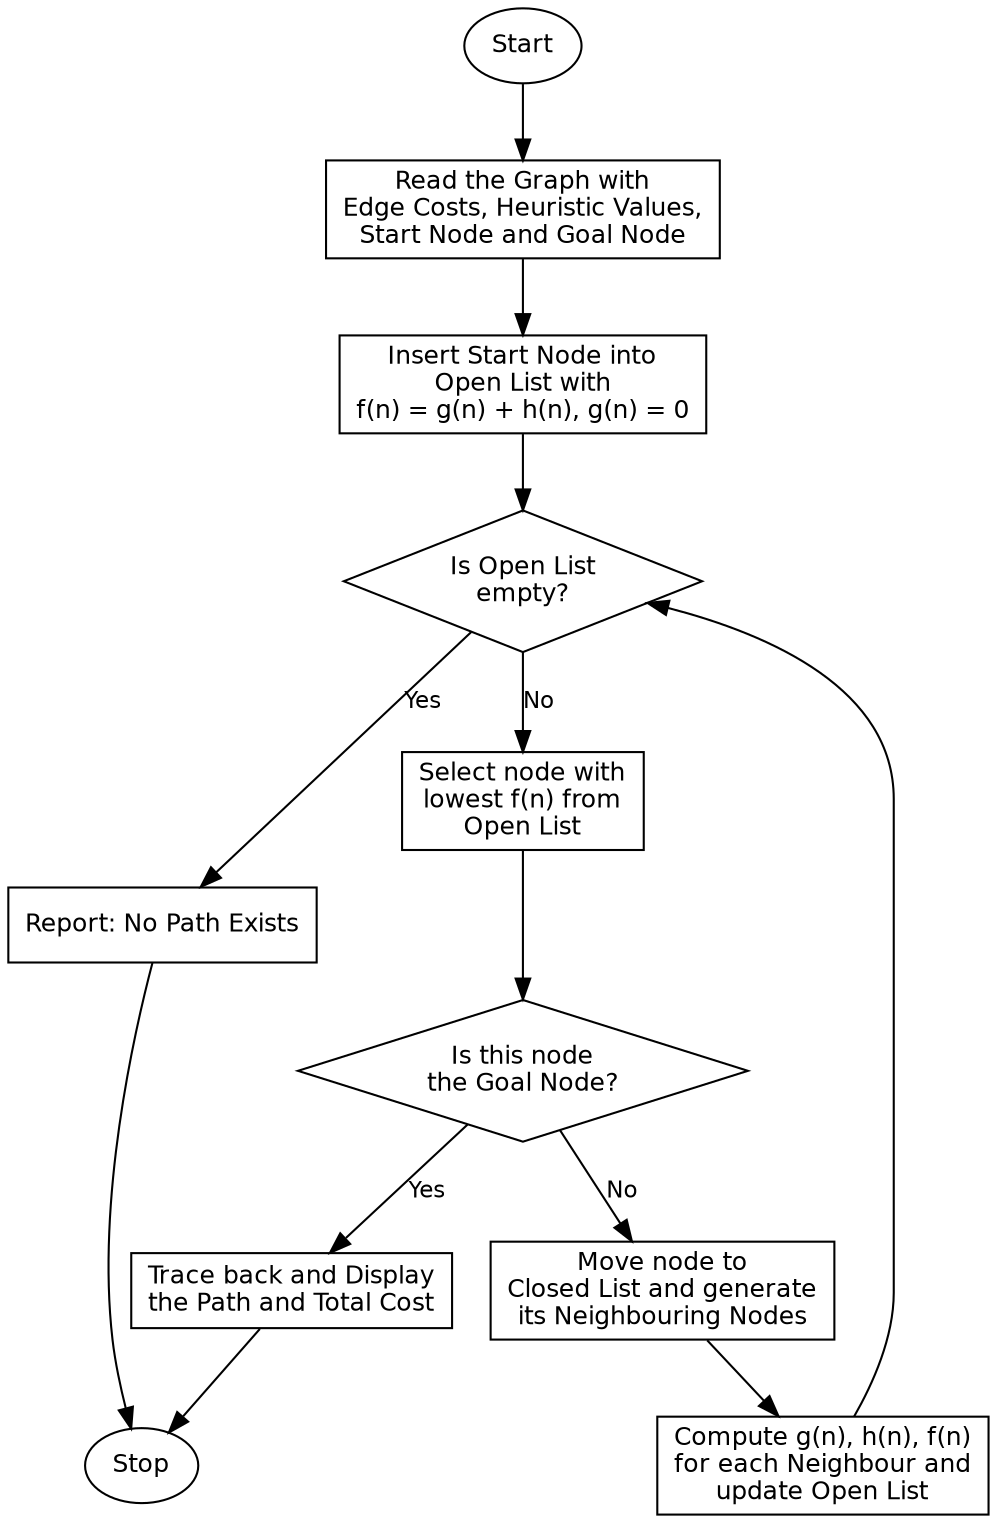 Start
Read the Graph with
Edge Costs, Heuristic Values,
Start Node and Goal Node
Insert Start Node into
Open List with
f(n) = g(n) + h(n), g(n) = 0
Is Open List
empty?
Yes
No
Select node with
lowest f(n) from
Open List
Report: No Path Exists
Is this node
the Goal Node?
Yes
No
Trace back and Display
the Path and Total Cost
Move node to
Closed List and generate
its Neighbouring Nodes
Stop
Compute g(n), h(n), f(n)
for each Neighbour and
update Open List